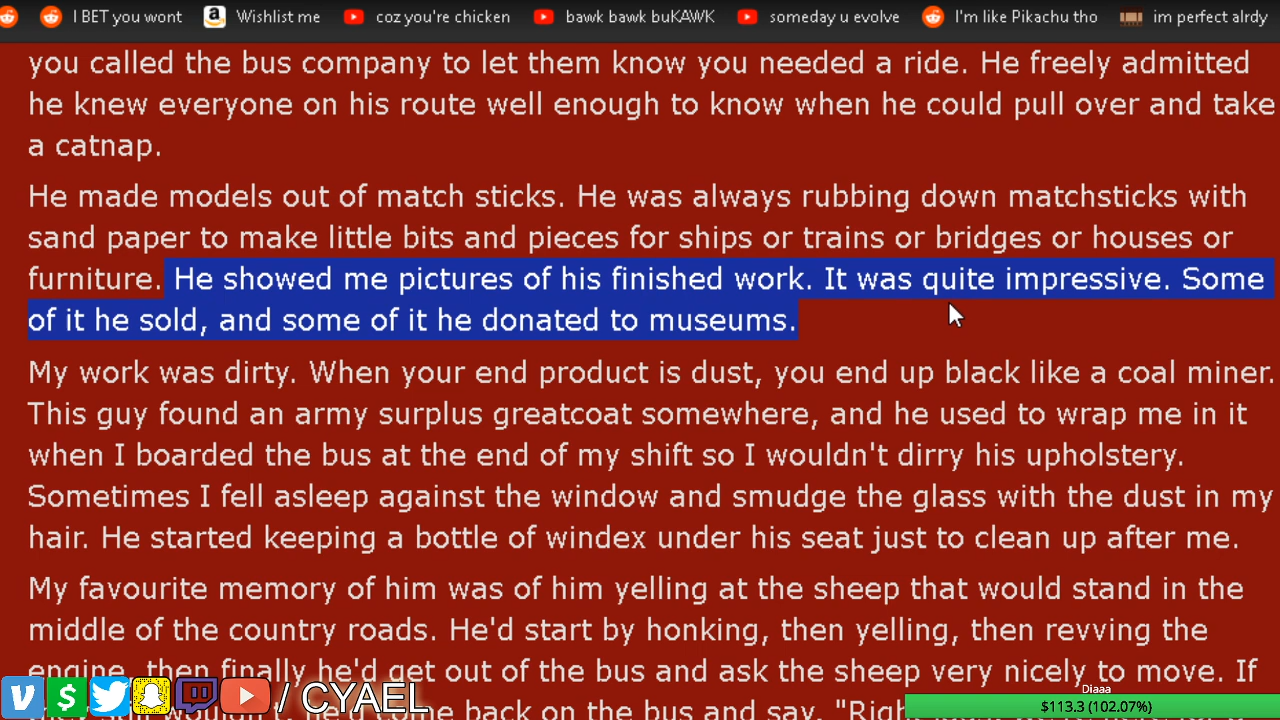 I BET you wont
Wishlist me
coz you're chicken
bawk bawk buKAWK
someday u evolve
I'm like Pikachu tho
im perfect alrdy
you called the bus company to let them know you needed a ride. He freely admitted
he knew everyone on his route well enough to know when he could pull over and take
a catnap.
He made models out of match sticks. He was always rubbing down matchsticks with
sand paper to make little bits and pieces for ships or trains or bridges or houses or
furniture. He showed me pictures of his finished work. It was quite impressive. Some
of it he sold, and some of it he donated to museums.
My work was dirty. When your end product is dust, you end up black like a coal miner.
This guy found an army surplus greatcoat somewhere, and he used to wrap me in it
when I boarded the bus at the end of my shift so I wouldn't dirry his upholstery.
Sometimes I fell asleep against the window and smudge the glass with the dust in my
hair. He started keeping a bottle of windex under his seat just to clean up after me.
My favourite memory of him was of him yelling at the sheep that would stand in the
middle of the country roads. He'd start by honking, then yelling, then revving the
engine, then finally he'd get out of the bus and ask the sheep very nicely to move. If
he'd come back on the bus and say, "Right
/ CYAEL
Diaaa
$113.3 (102.07%)